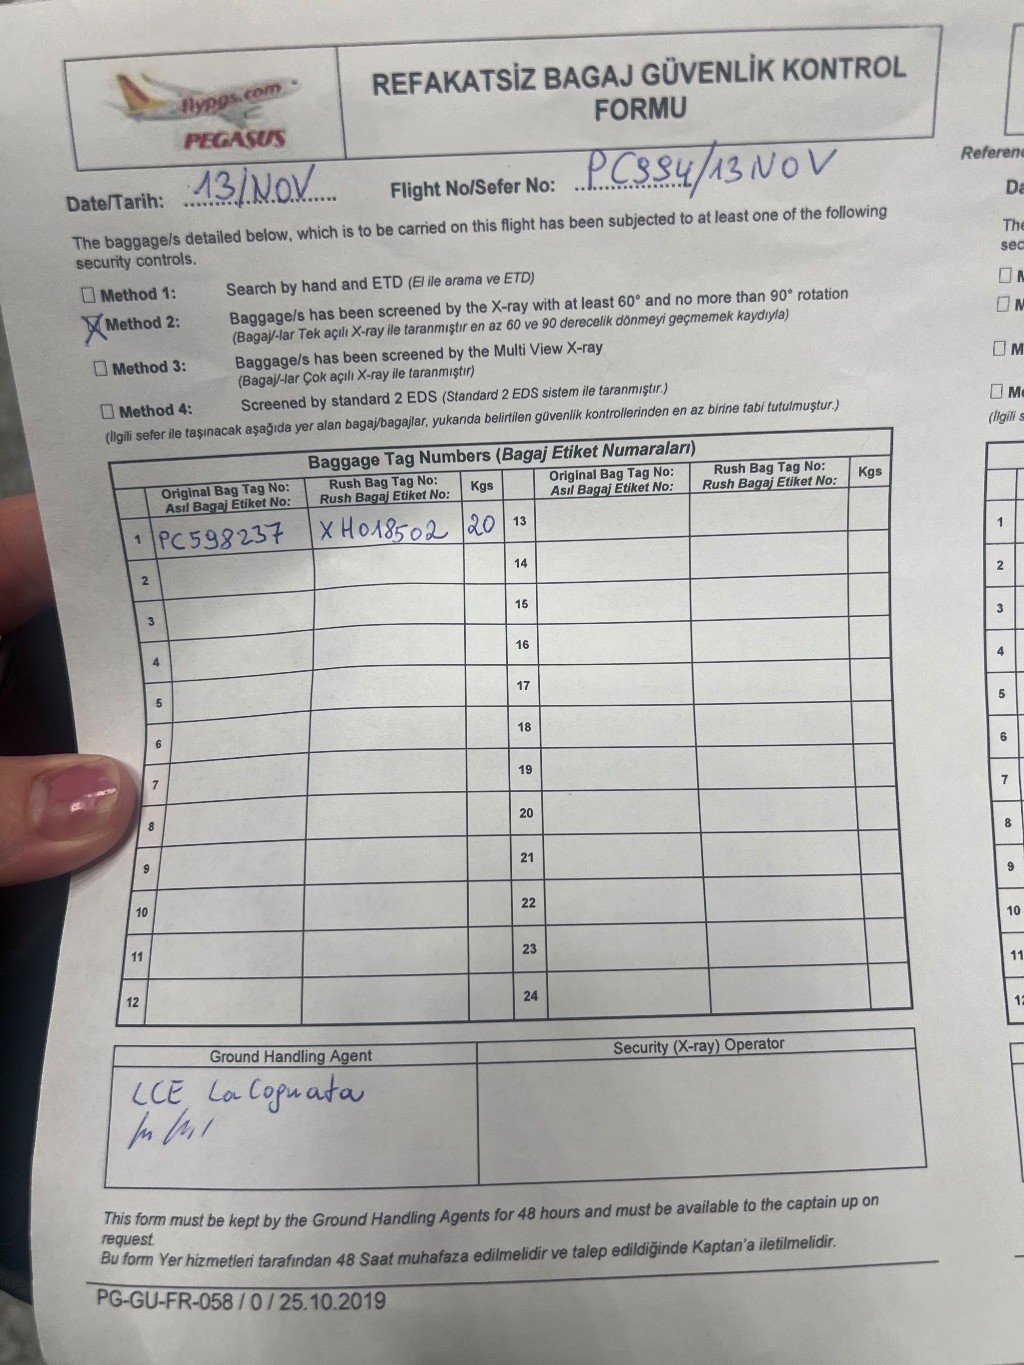 flypgs.com
PEGASUS
REFAKATSİZ BAGAJ GÜVENLİK KONTROL
FORMU
Date/Tarih: 13/NOV Flight No/Sefer No: PC994/13 NOV
The baggage/s detailed below, which is to be carried on this flight has been subjected to at least one of the following
security controls.
Method 1: Search by hand and ETD (El ile arama ve ETD)
Method 2: Baggage/s has been screened by the X-ray with at least 60° and no more than 90° rotation
(Bagaj/-lar Tek açılı X-ray ile taranmıştır en az 60 ve 90 derecelik dönmeyi geçmemek kaydıyla)
Method 3: Baggage/s has been screened by the Multi View X-ray
(Bagaj/-lar Çok açılı X-ray ile taranmıştır)
Method 4: Screened by standard 2 EDS (Standard 2 EDS sistem ile taranmıştır.)
(İlgili sefer ile taşınacak aşağıda yer alan bagaj/bagajlar, yukarıda belirtilen güvenlik kontrollerinden en az birine tabi tutulmuştur.)
Baggage Tag Numbers (Bagaj Etiket Numaraları)
Original Bag Tag No: Rush Bag Tag No: Kgs Original Bag Tag No: Rush Bag Tag No: Kgs
Asıl Bagaj Etiket No: Rush Bagaj Etiket No: Asıl Bagaj Etiket No: Rush Bagaj Etiket No:
1 PC598237 XH018502 20 13
2 14
3 15
4 16
5 17
6 18
7 19
8 20
9 21
10 22
11 23
12 24
Ground Handling Agent Security (X-ray) Operator
LCE La Cognata
This form must be kept by the Ground Handling Agents for 48 hours and must be available to the captain up on
request.
Bu form Yer hizmetleri tarafından 48 Saat muhafaza edilmelidir ve talep edildiğinde Kaptan'a iletilmelidir.
PG-GU-FR-058 / 0 / 25.10.2019
1
2
3
4
5
6
7
8
9
10
11